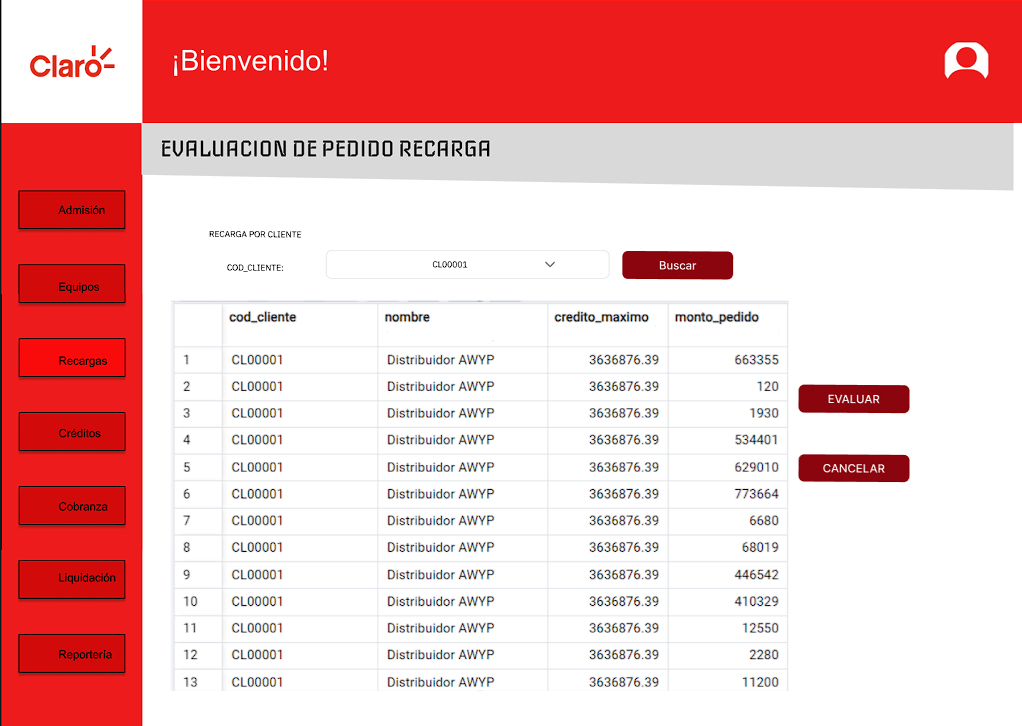 Claro
¡Bienvenido!
EVALUACION DE PEDIDO RECARGA
Admisión
Equipos
Recargas
Créditos
Cobranza
Liquidación
Reportería
RECARGA POR CLIENTE
COD_CLIENTE:
CL00001
Buscar
cod_cliente nombre credito_maximo monto_pedido
1 CL00001 Distribuidor AWYP 3636876.39 663355
2 CL00001 Distribuidor AWYP 3636876.39 120
3 CL00001 Distribuidor AWYP 3636876.39 1930
4 CL00001 Distribuidor AWYP 3636876.39 534401
5 CL00001 Distribuidor AWYP 3636876.39 629010
6 CL00001 Distribuidor AWYP 3636876.39 773664
7 CL00001 Distribuidor AWYP 3636876.39 6680
8 CL00001 Distribuidor AWYP 3636876.39 68019
9 CL00001 Distribuidor AWYP 3636876.39 446542
10 CL00001 Distribuidor AWYP 3636876.39 410329
11 CL00001 Distribuidor AWYP 3636876.39 12550
12 CL00001 Distribuidor AWYP 3636876.39 2280
13 CL00001 Distribuidor AWYP 3636876.39 11200
EVALUAR
CANCELAR